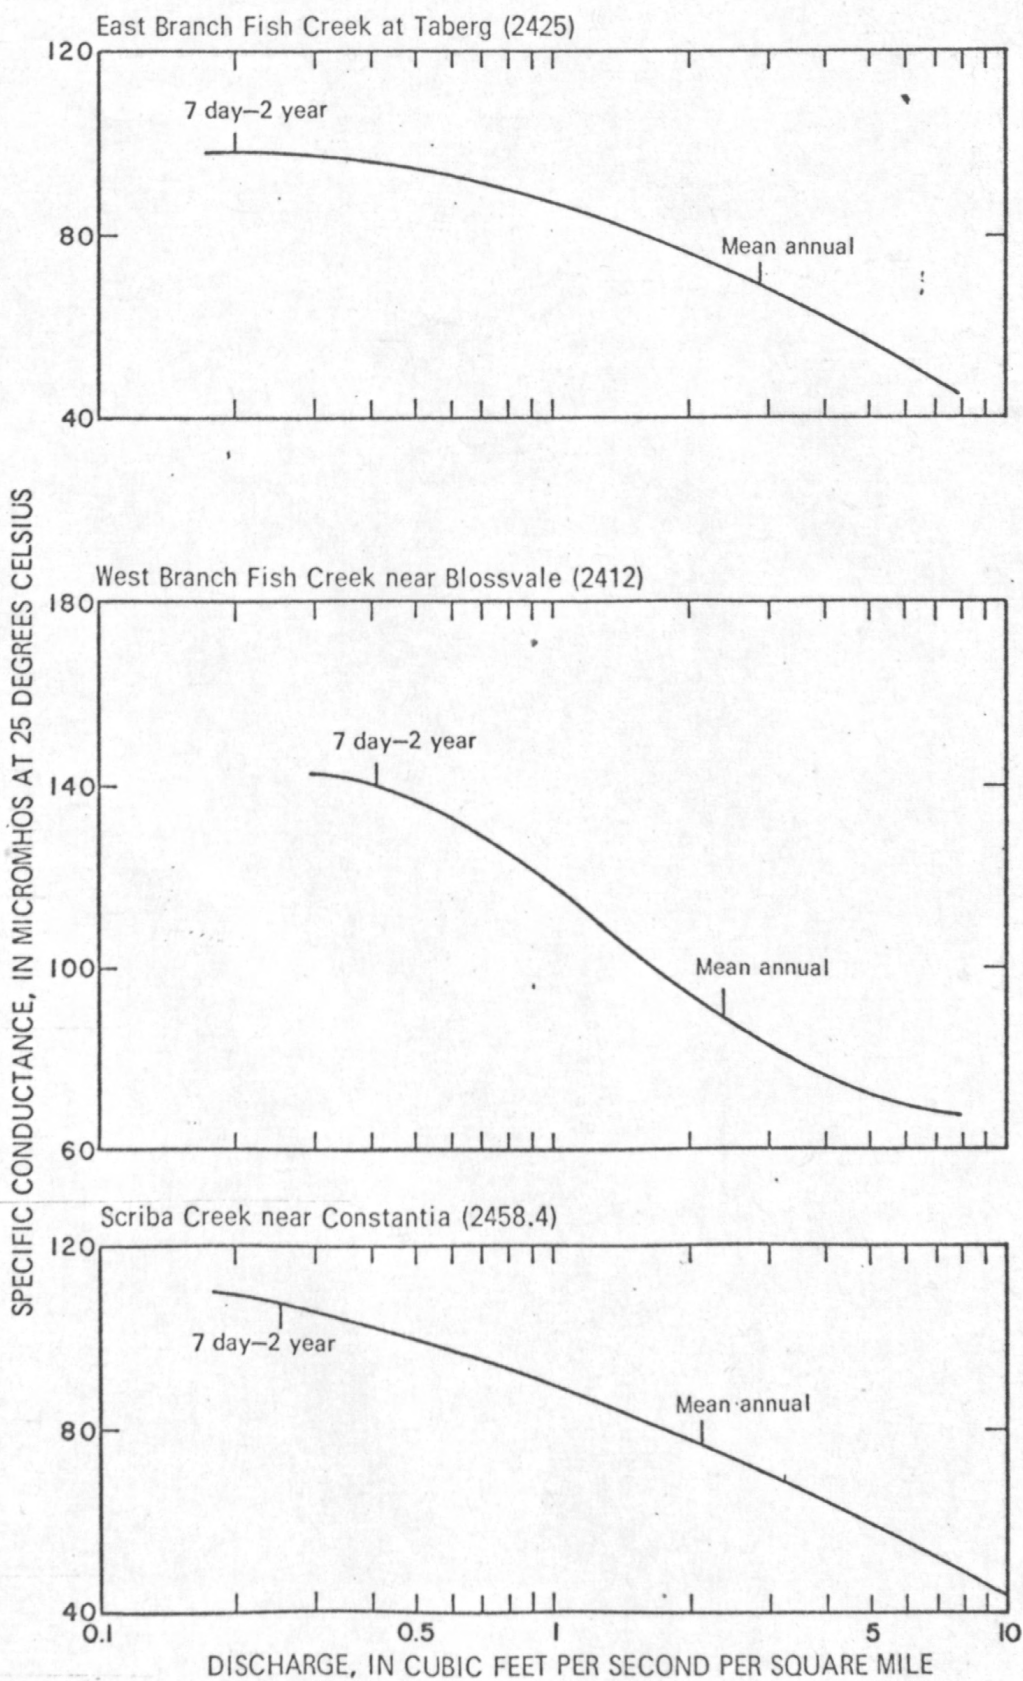 East Branch Fish Creek at Taberg (2425)
120
7 day–2 year
80
Mean annual
40
SPECIFIC CONDUCTANCE, IN MICROMHOS AT 25 DEGREES CELSIUS
West Branch Fish Creek near Blossvale (2412)
180
7 day–2 year
140
100
Mean annual
60
Scriba Creek near Constantia (2458.4)
120
7 day–2 year
Mean annual
80
40
0.1 0.5 1 5 10
DISCHARGE, IN CUBIC FEET PER SECOND PER SQUARE MILE